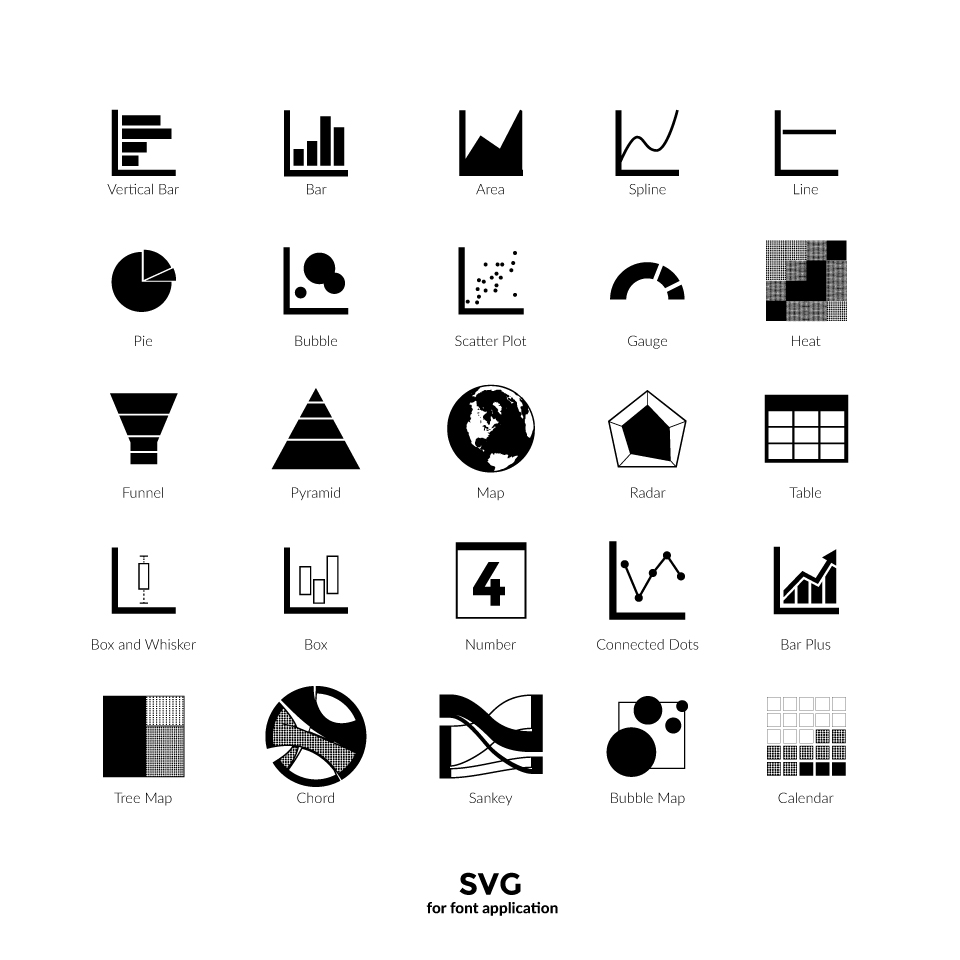 Vertical Bar
Bar
Area
Spline
Line
Pie
Bubble
Scatter Plot
Gauge
Heat
Funnel
Pyramid
Map
Radar
Table
4
Box and Whisker
Box
Number
Connected Dots
Bar Plus
Tree Map
Chord
Sankey
Bubble Map
Calendar
SVG
for font application